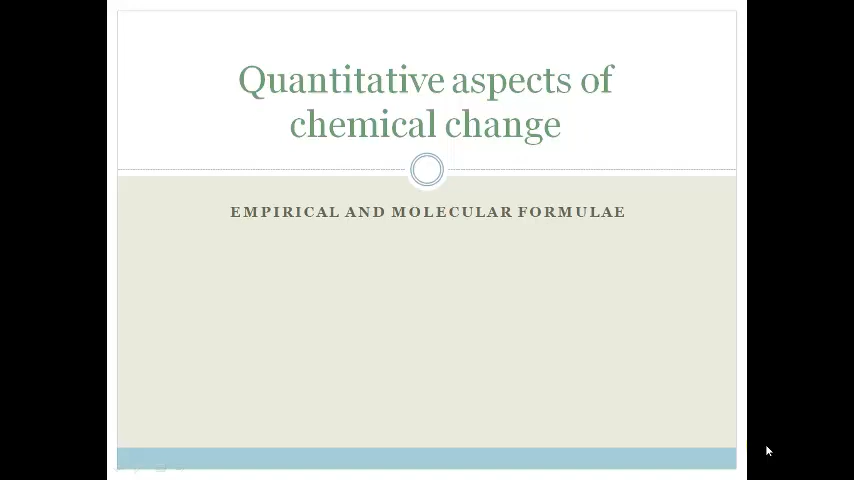 Quantitative aspects of
chemical change
EMPIRICAL AND MOLECULAR FORMULAE